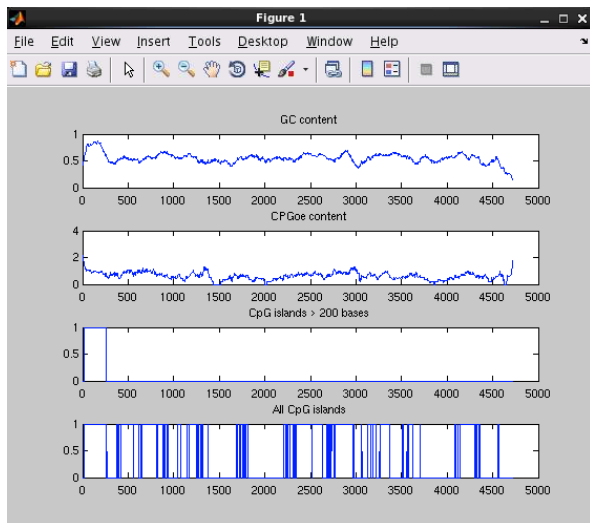 Figure 1
File Edit View Insert Tools Desktop Window Help
GC content
1
0.5
0
0 500 1000 1500 2000 2500 3000 3500 4000 4500 5000
CPGoe content
4
2
0
0 500 1000 1500 2000 2500 3000 3500 4000 4500 5000
CpG islands > 200 bases
1
0.5
0
0 500 1000 1500 2000 2500 3000 3500 4000 4500 5000
All CpG islands
1
0.5
0
0 500 1000 1500 2000 2500 3000 3500 4000 4500 5000